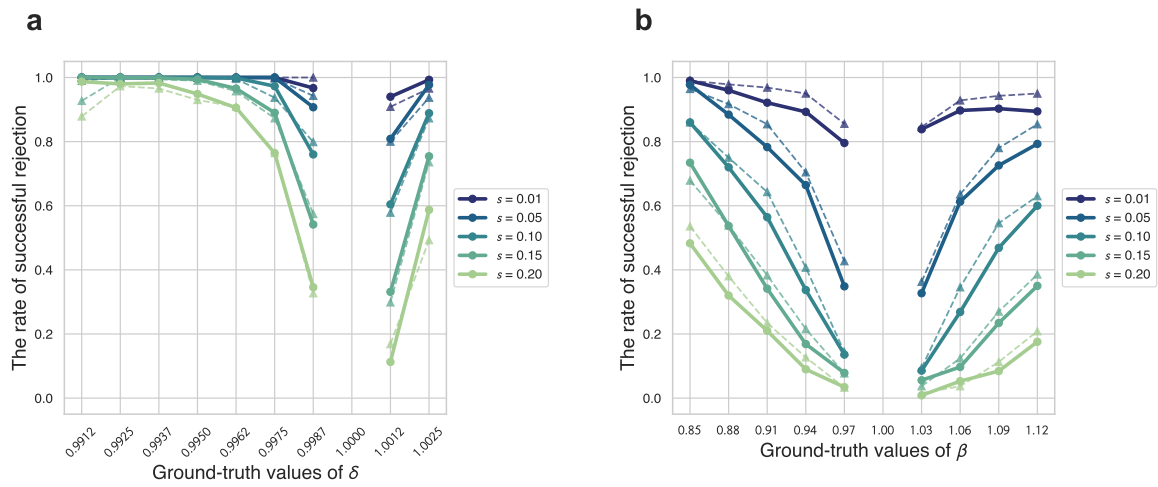 a
The rate of successful rejection
1.0
0.8
0.6
0.4
0.2
0.0
0.9912 0.9925 0.9937 0.9950 0.9962 0.9975 0.9987 1.0000 1.0012 1.0025
Ground-truth values of δ
s = 0.01
s = 0.05
s = 0.10
s = 0.15
s = 0.20
b
The rate of successful rejection
1.0
0.8
0.6
0.4
0.2
0.0
0.85 0.88 0.91 0.94 0.97 1.00 1.03 1.06 1.09 1.12
Ground-truth values of β
s = 0.01
s = 0.05
s = 0.10
s = 0.15
s = 0.20